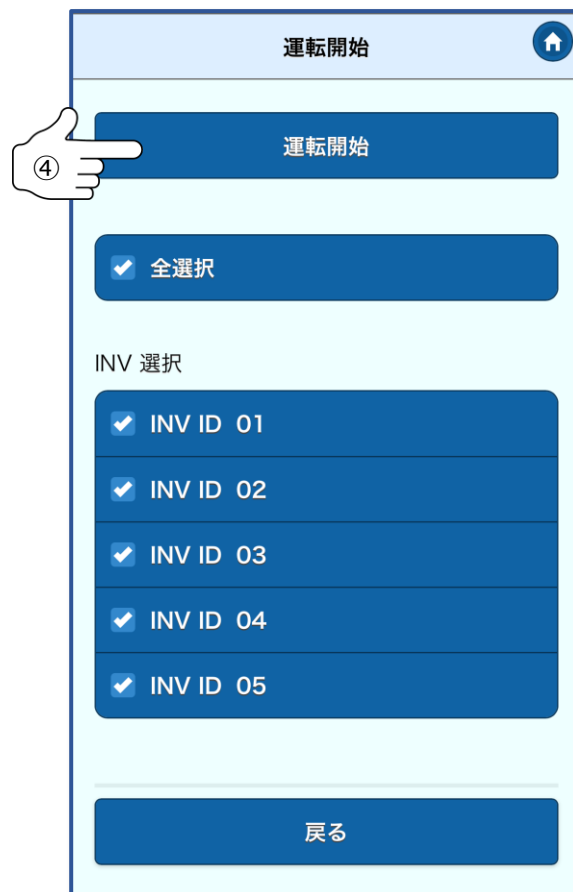 運転開始
④
運転開始
全選択
INV 選択
INV ID 01
INV ID 02
INV ID 03
INV ID 04
INV ID 05
戻る